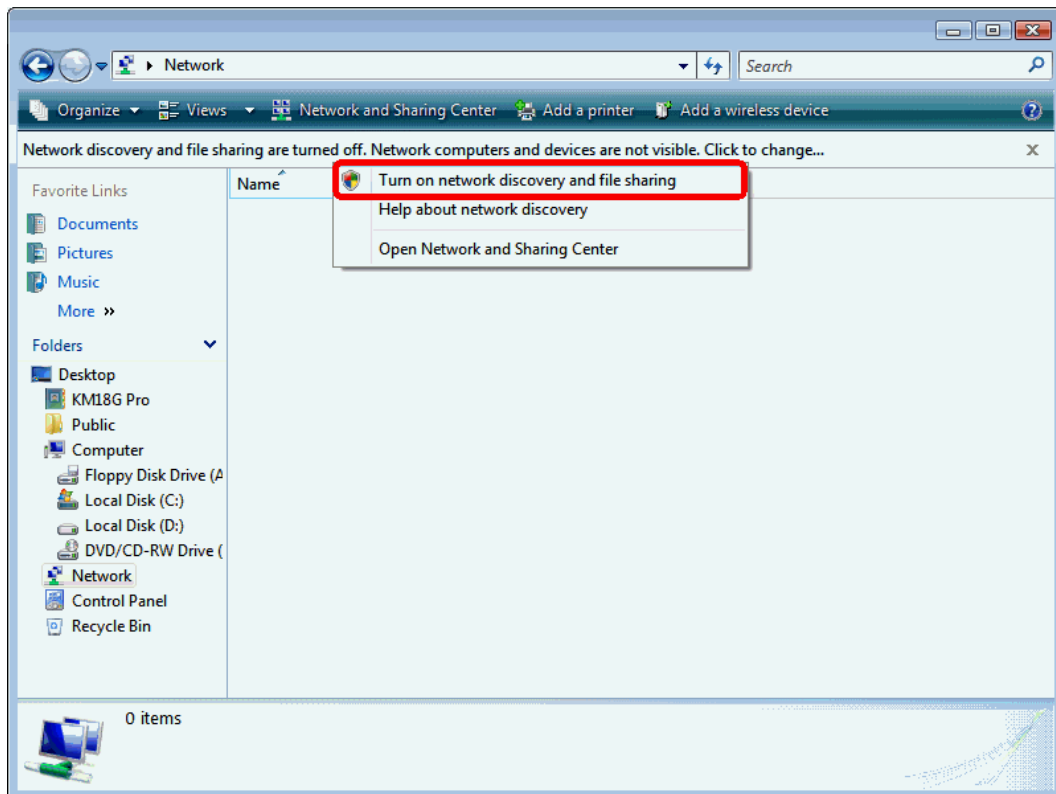 Network
Search
Organize
Views
Network and Sharing Center
Add a printer
Add a wireless device
Network discovery and file sharing are turned off. Network computers and devices are not visible. Click to change...
Turn on network discovery and file sharing
Help about network discovery
Open Network and Sharing Center
Favorite Links
Documents
Pictures
Music
More »
Folders
Desktop
KM18G Pro
Public
Computer
Floppy Disk Drive (A
Local Disk (C:)
Local Disk (D:)
DVD/CD-RW Drive (
Network
Control Panel
Recycle Bin
Name
0 items